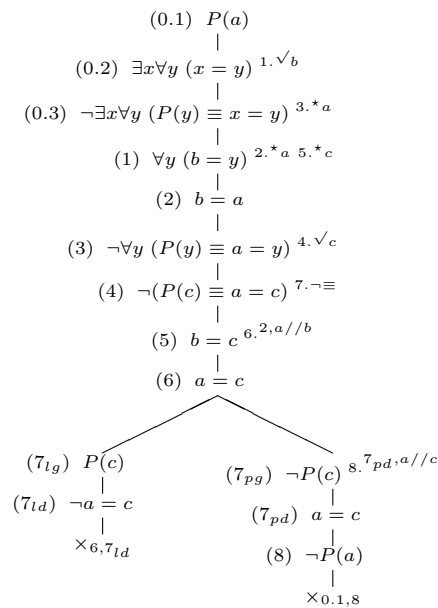 (0.1) P(a)
(0.2) ∃x∀y (x = y) 1.√b
(0.3) ¬∃x∀y (P(y) ≡ x = y) 3.⋆a
(1) ∀y (b = y) 2.⋆a 5.⋆c
(2) b = a
(3) ¬∀y (P(y) ≡ a = y) 4.√c
(4) ¬(P(c) ≡ a = c) 7.¬≡
(5) b = c 6.2,a//b
(6) a = c
(7lg) P(c)
(7pg) ¬P(c) 8.7pd,a//c
(7ld) ¬a = c
(7pd) a = c
×6,7ld
(8) ¬P(a)
×0.1,8